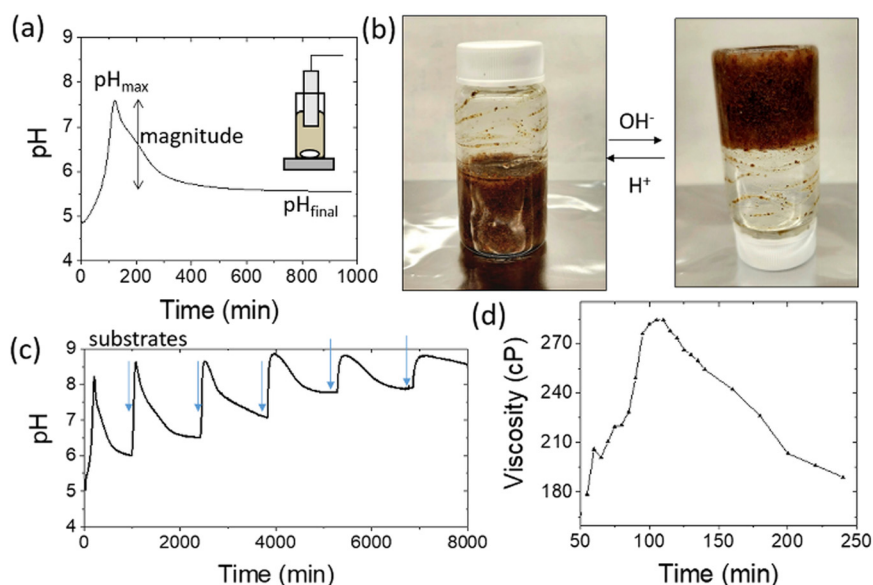 (a)
9
8
7
6
5
4
pH
pHmax
magnitude
pHfinal
0 200 400 600 800 1000
Time (min)
(b)
OH-
H+
(c)
substrates
9
8
7
6
5
4
pH
0 2000 4000 6000 8000
Time (min)
(d)
270
240
210
180
Viscosity (cP)
50 100 150 200 250
Time (min)